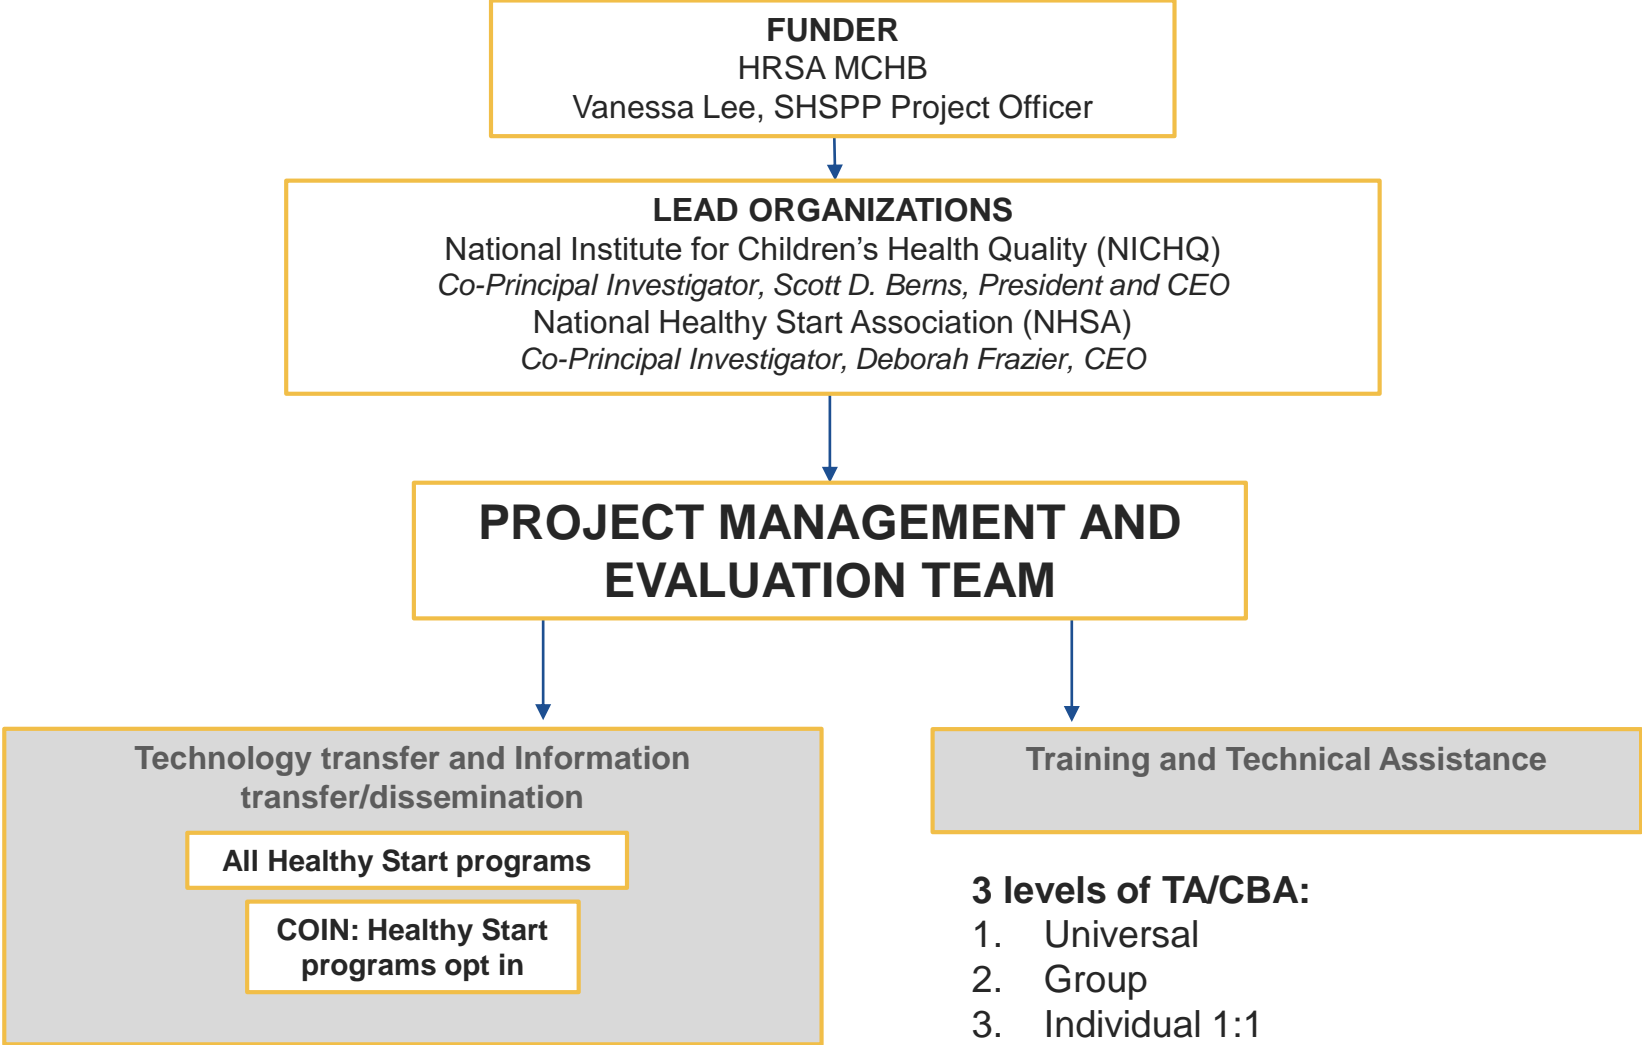 FUNDER
HRSA MCHB
Vanessa Lee, SHSPP Project Officer
LEAD ORGANIZATIONS
National Institute for Children’s Health Quality (NICHQ)
Co-Principal Investigator, Scott D. Berns, President and CEO
National Healthy Start Association (NHSA)
Co-Principal Investigator, Deborah Frazier, CEO
PROJECT MANAGEMENT AND
EVALUATION TEAM
Technology transfer and Information
transfer/dissemination
All Healthy Start programs
COIN: Healthy Start
programs opt in
Training and Technical Assistance
3 levels of TA/CBA:
1. Universal
2. Group
3. Individual 1:1